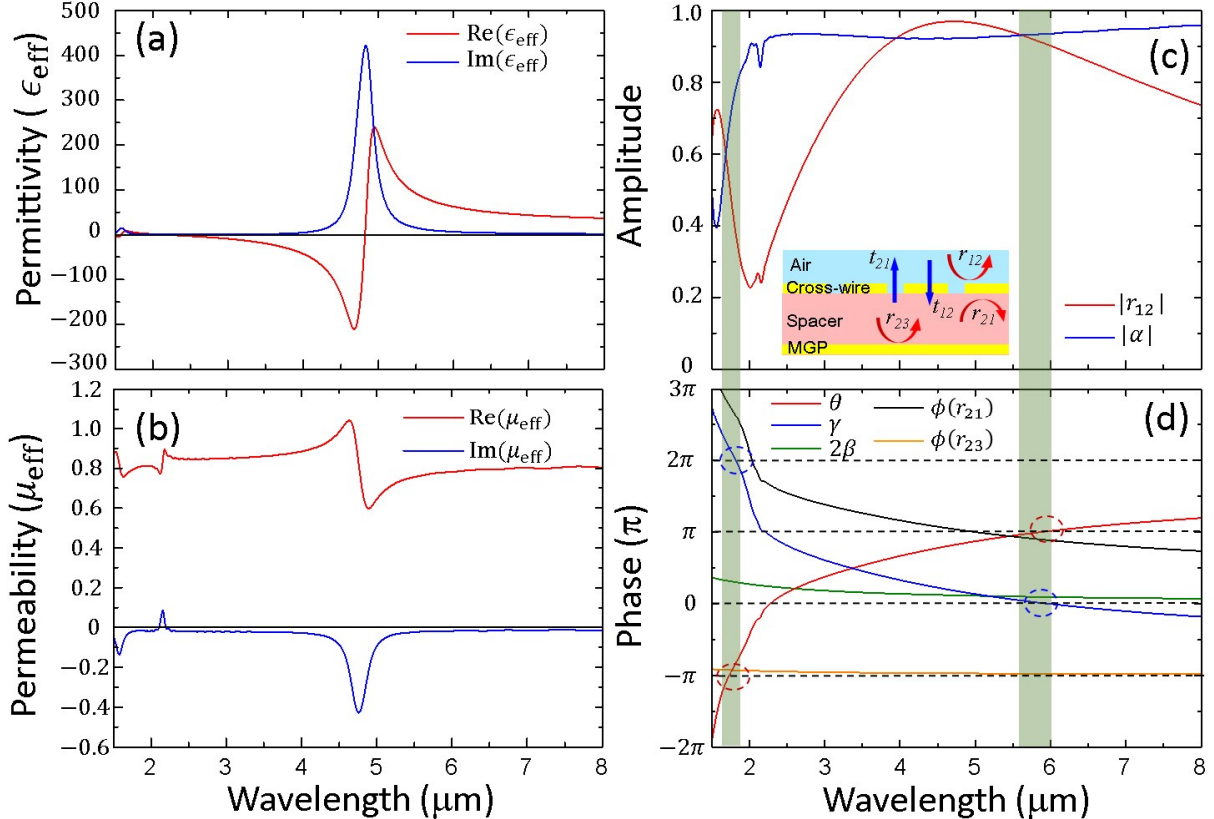 (a)
Re(ϵeff)
Im(ϵeff)
Permittivity ( ϵeff)
500
400
300
200
100
0
−100
−200
−300
(b)
Re(μeff)
Im(μeff)
Permeability (μeff)
1.2
1.0
0.8
0.6
0.4
0.2
0
−0.2
−0.4
−0.6
2 3 4 5 6 7 8
Wavelength (μm)
(c)
Amplitude
1.0
0.8
0.6
0.4
0.2
0
t21
r12
Air
Cross-wire
t12
r21
r23
Spacer
MGP
|r12|
|α|
(d)
θ
γ
2β
ϕ(r21)
ϕ(r23)
Phase (π)
3π
2π
π
0
−π
−2π
2 3 4 5 6 7 8
Wavelength (μm)